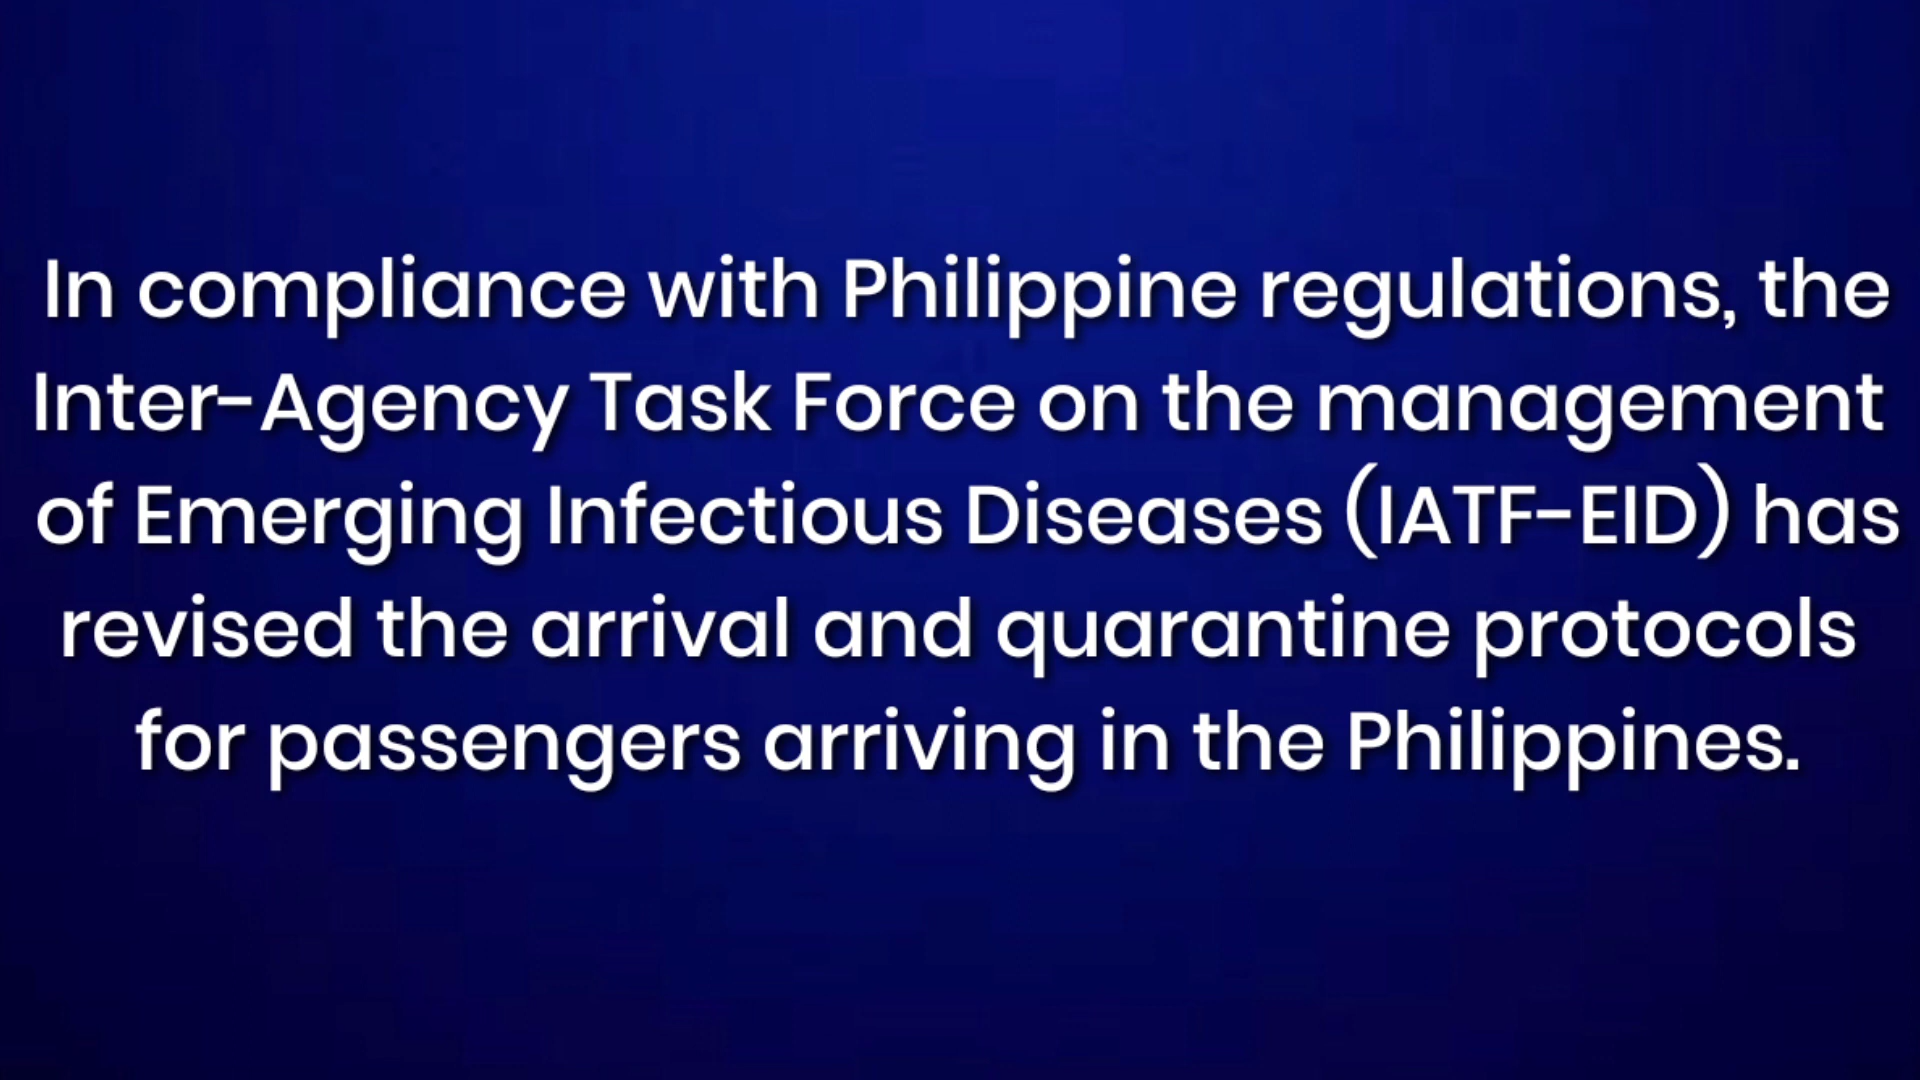 In compliance with Philippine regulations, the
Inter-Agency Task Force on the management
of Emerging Infectious Diseases (IATF-EID) has
revised the arrival and quarantine protocols
for passengers arriving in the Philippines.